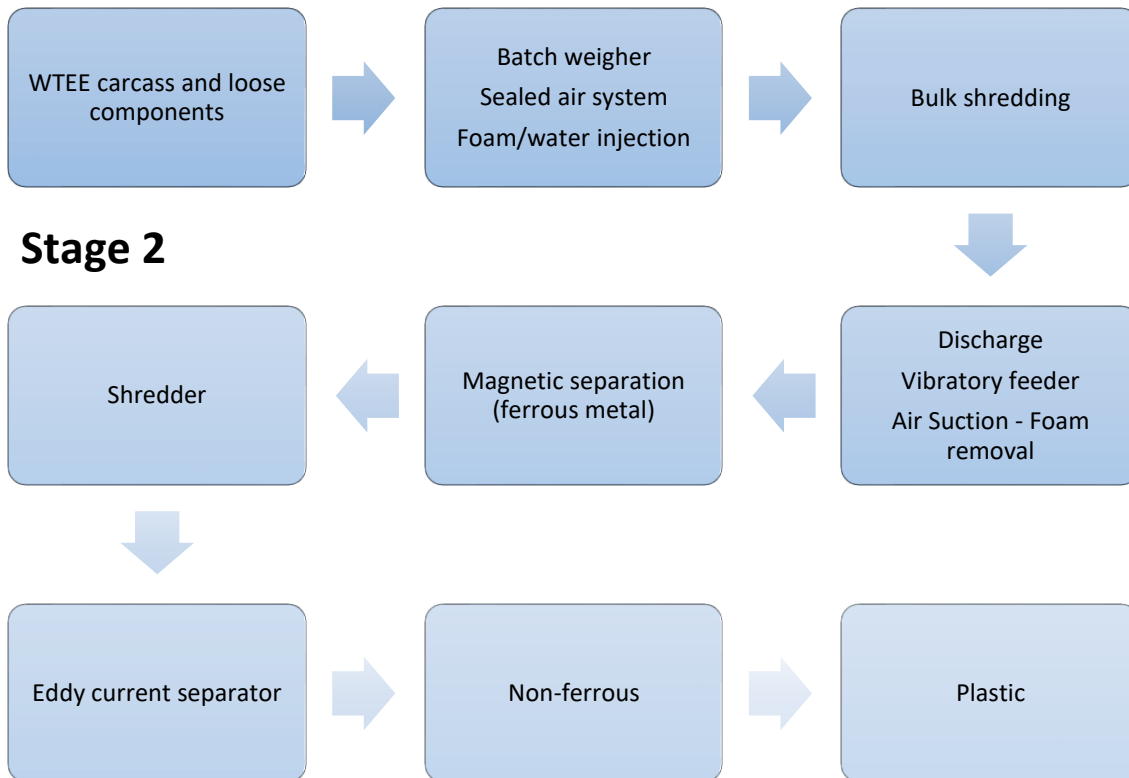 WTEE carcass and loose
components
Batch weigher
Sealed air system
Foam/water injection
Bulk shredding
Stage 2
Discharge
Vibratory feeder
Air Suction - Foam
removal
Magnetic separation
(ferrous metal)
Shredder
Eddy current separator
Non-ferrous
Plastic